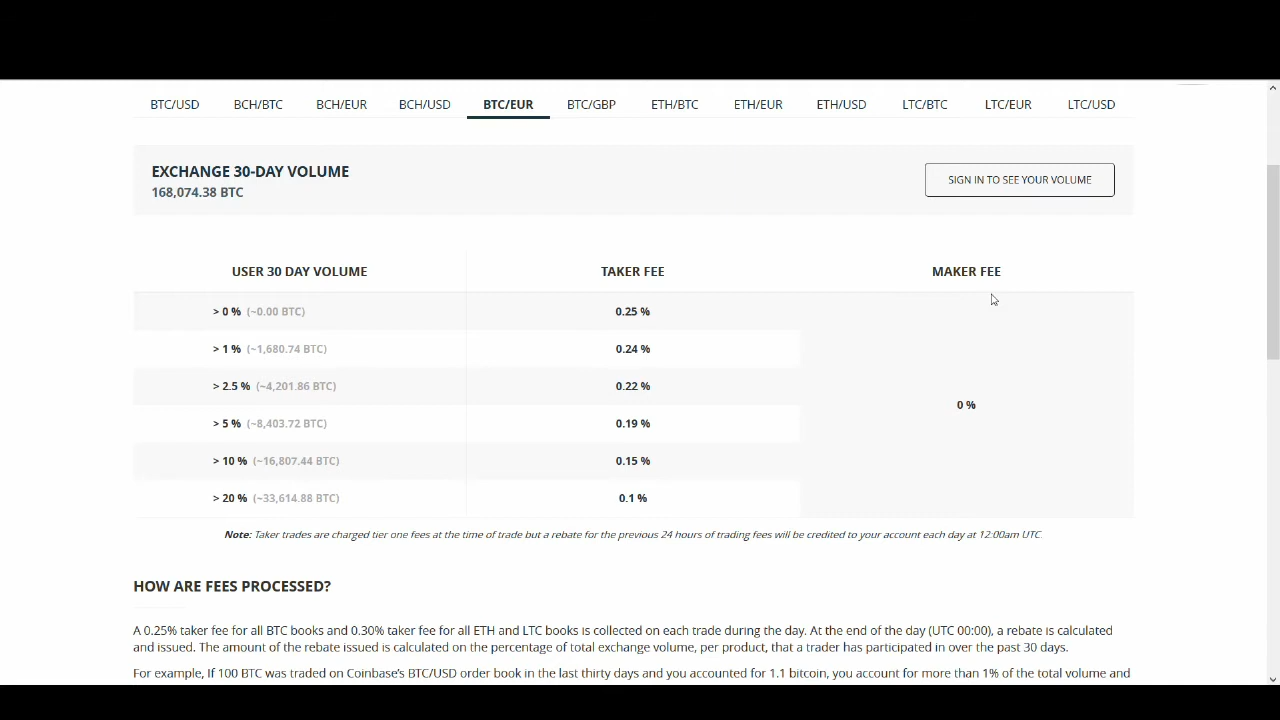 BTC/USD BCH/BTC BCH/EUR BCH/USD BTC/EUR BTC/GBP ETH/BTC ETH/EUR ETH/USD LTC/BTC LTC/EUR LTC/USD
EXCHANGE 30-DAY VOLUME
168,074.38 BTC
SIGN IN TO SEE YOUR VOLUME
USER 30 DAY VOLUME TAKER FEE MAKER FEE
> 0 % (~0.00 BTC) 0.25 %
> 1 % (~1,680.74 BTC) 0.24 %
> 2.5 % (~4,201.86 BTC) 0.22 %
0 %
> 5 % (~8,403.72 BTC) 0.19 %
> 10 % (~16,807.44 BTC) 0.15 %
> 20 % (~33,614.88 BTC) 0.1 %
Note: Taker trades are charged tier one fees at the time of trade but a rebate for the previous 24 hours of trading fees will be credited to your account each day at 12:00am UTC.
HOW ARE FEES PROCESSED?
A 0.25% taker fee for all BTC books and 0.30% taker fee for all ETH and LTC books is collected on each trade during the day. At the end of the day (UTC 00:00), a rebate is calculated
and issued. The amount of the rebate issued is calculated on the percentage of total exchange volume, per product, that a trader has participated in over the past 30 days.
For example, If 100 BTC was traded on Coinbase's BTC/USD order book in the last thirty days and you accounted for 1.1 bitcoin, you account for more than 1% of the total volume and